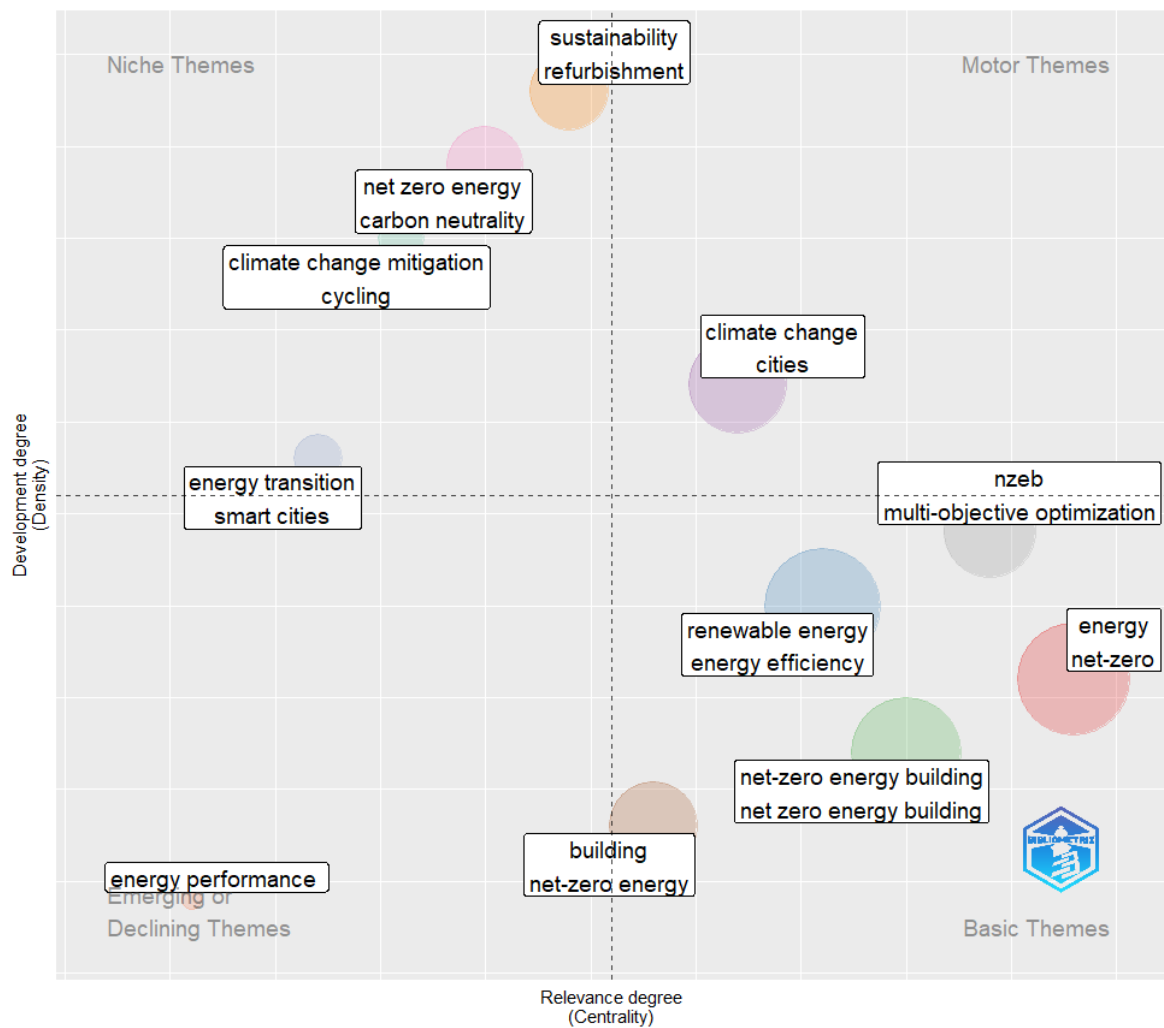 sustainability
refurbishment
Niche Themes
Motor Themes
net zero energy
carbon neutrality
climate change mitigation
cycling
climate change
cities
energy transition
smart cities
nzeb
multi-objective optimization
renewable energy
energy efficiency
energy
net-zero
net-zero energy building
net zero energy building
building
net-zero energy
BIBLIOMETRIX
energy performance
Emerging or
Declining Themes
Basic Themes
Development degree
(Density)
Relevance degree
(Centrality)